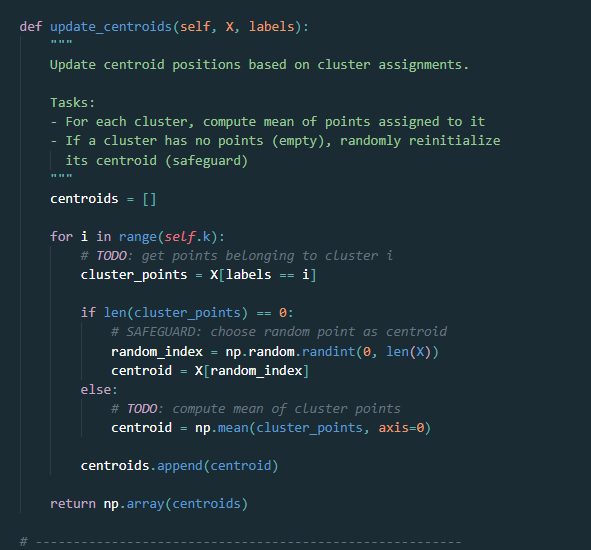 def update_centroids(self, X, labels):
    """
    Update centroid positions based on cluster assignments.

    Tasks:
    - For each cluster, compute mean of points assigned to it
    - If a cluster has no points (empty), randomly reinitialize
      its centroid (safeguard)
    """
    centroids = []

    for i in range(self.k):
        # TODO: get points belonging to cluster i
        cluster_points = X[labels == i]

        if len(cluster_points) == 0:
            # SAFEGUARD: choose random point as centroid
            random_index = np.random.randint(0, len(X))
            centroid = X[random_index]
        else:
            # TODO: compute mean of cluster points
            centroid = np.mean(cluster_points, axis=0)

        centroids.append(centroid)

    return np.array(centroids)

# --------------------------------------------------------